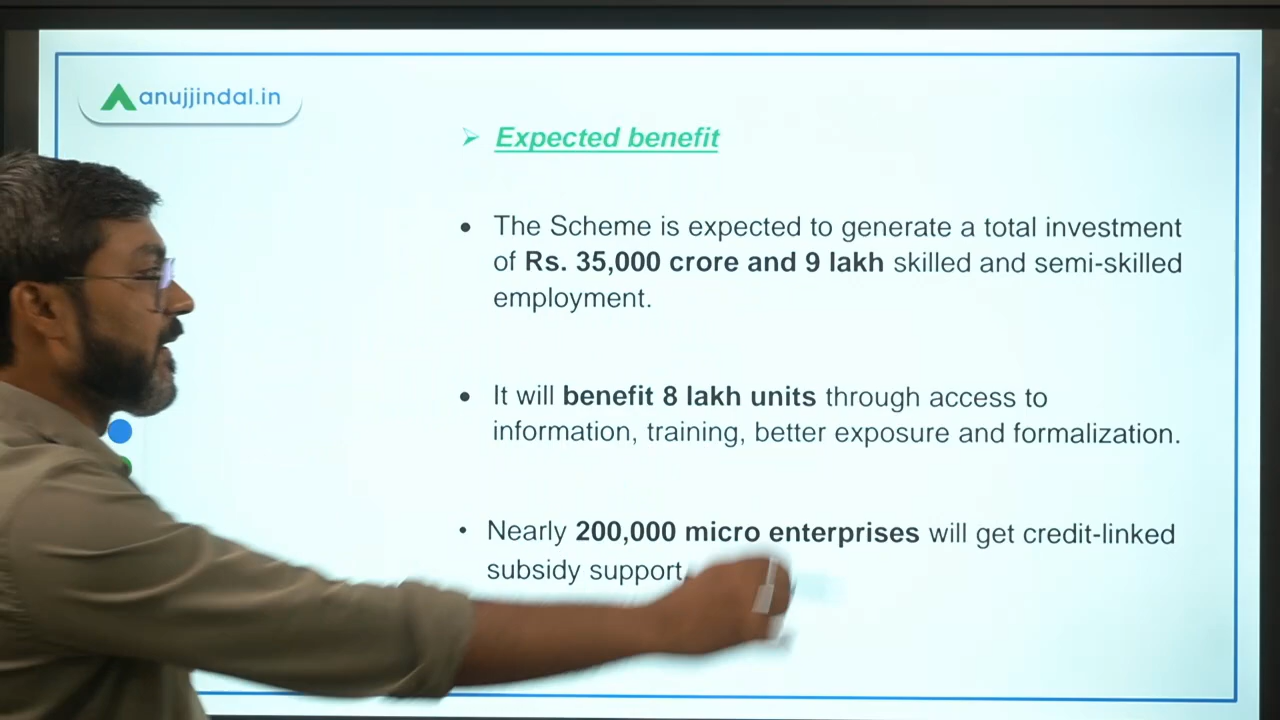 anujjindal.in
➢ Expected benefit
• The Scheme is expected to generate a total investment
of Rs. 35,000 crore and 9 lakh skilled and semi-skilled
employment.
• It will benefit 8 lakh units through access to
information, training, better exposure and formalization.
• Nearly 200,000 micro enterprises will get credit-linked
subsidy support